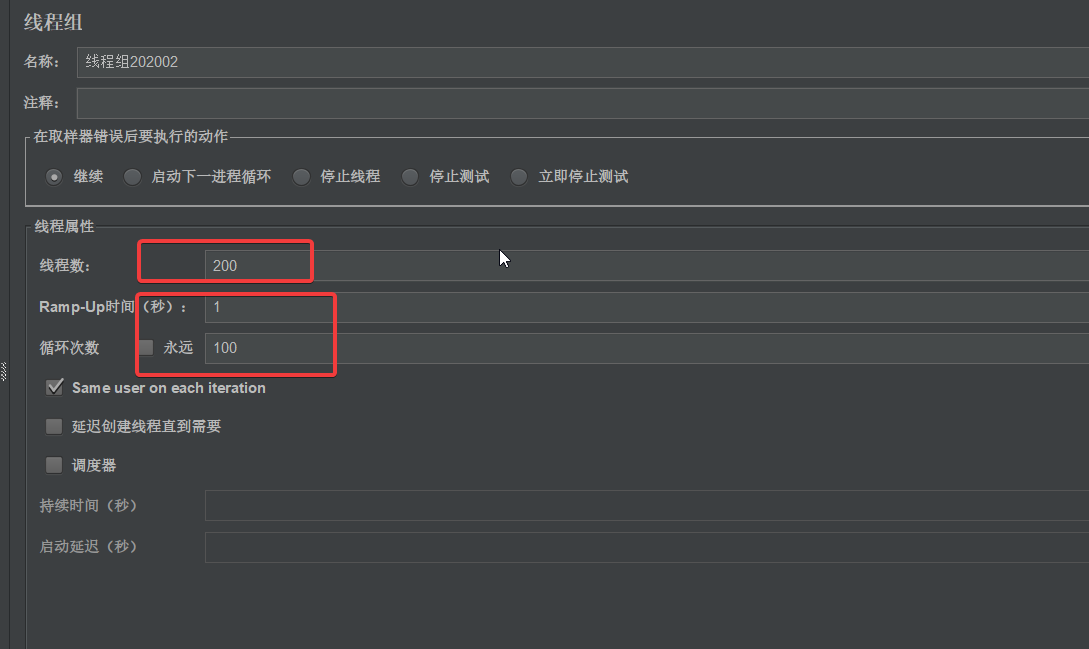 线程组
名称： 线程组202002
注释：
在取样器错误后要执行的动作
继续 启动下一进程循环 停止线程 停止测试 立即停止测试
线程属性
线程数： 200
Ramp-Up时间（秒）： 1
循环次数 永远 100
Same user on each iteration
延迟创建线程直到需要
调度器
持续时间（秒）
启动延迟（秒）